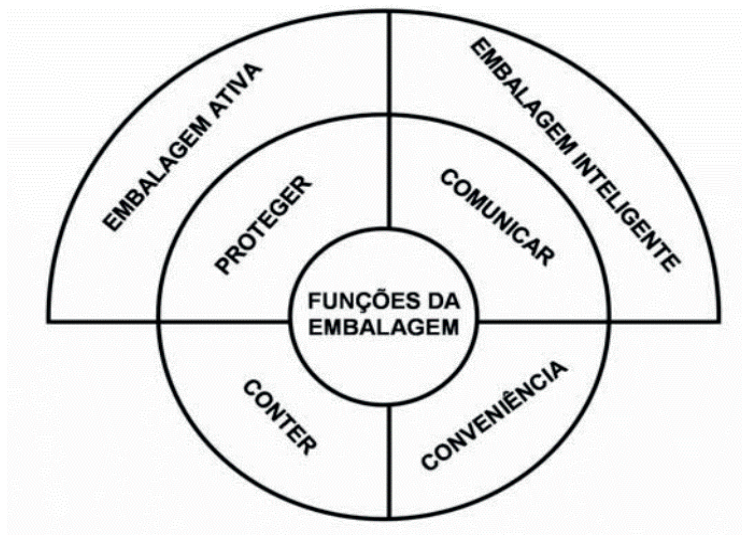 EMBALAGEM ATIVA
EMBALAGEM INTELIGENTE
PROTEGER
COMUNICAR
FUNÇÕES DA
EMBALAGEM
CONTER
CONVENIÊNCIA